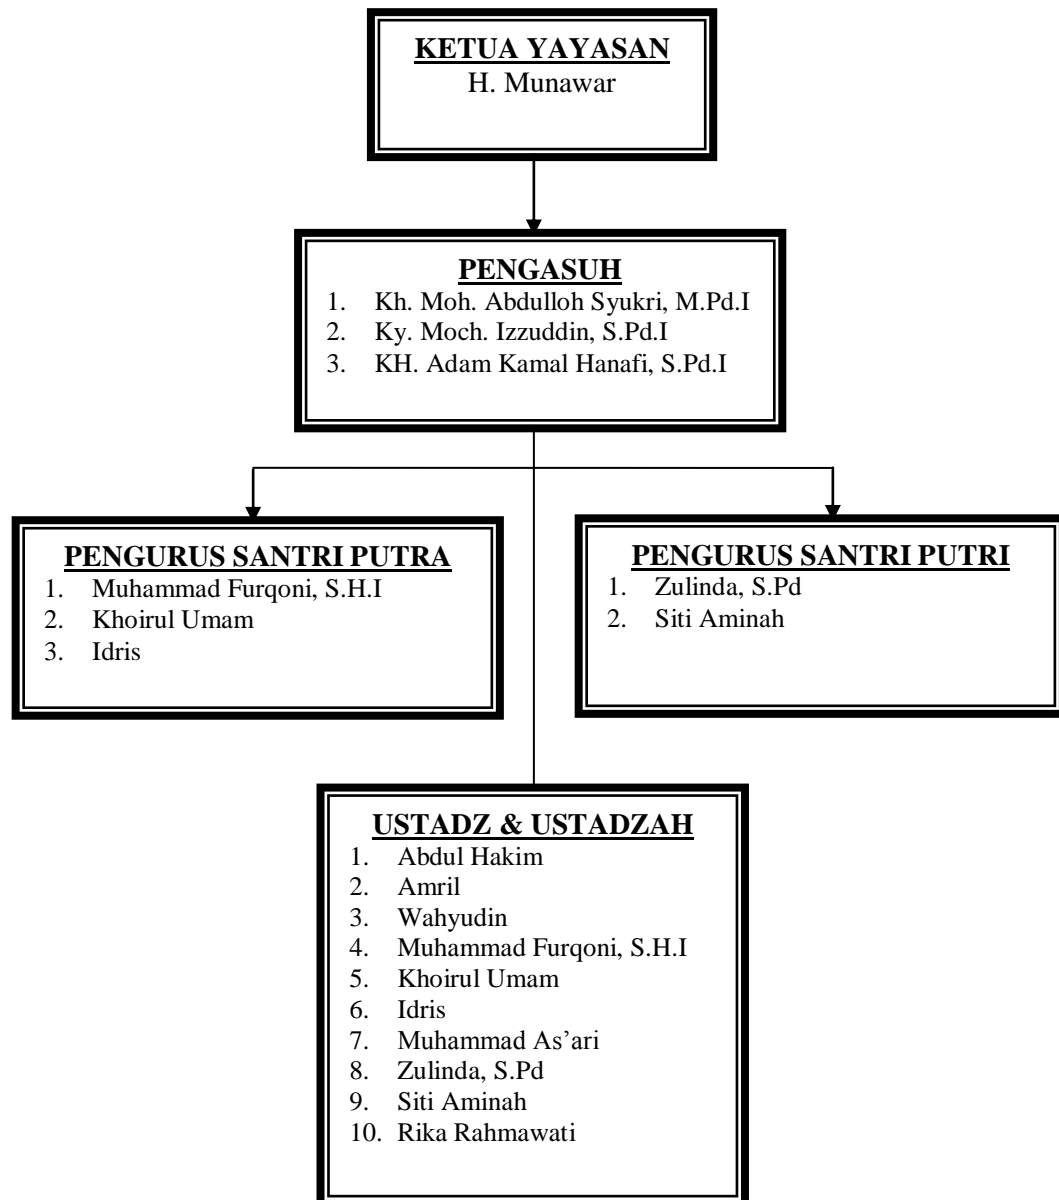 KETUA YAYASAN
H. Munawar
PENGASUH
1. Kh. Moh. Abdulloh Syukri, M.Pd.I
2. Ky. Moch. Izzuddin, S.Pd.I
3. KH. Adam Kamal Hanafi, S.Pd.I
PENGURUS SANTRI PUTRA
1. Muhammad Furqoni, S.H.I
2. Khoirul Umam
3. Idris
PENGURUS SANTRI PUTRI
1. Zulinda, S.Pd
2. Siti Aminah
USTADZ & USTADZAH
1. Abdul Hakim
2. Amril
3. Wahyudin
4. Muhammad Furqoni, S.H.I
5. Khoirul Umam
6. Idris
7. Muhammad As’ari
8. Zulinda, S.Pd
9. Siti Aminah
10. Rika Rahmawati